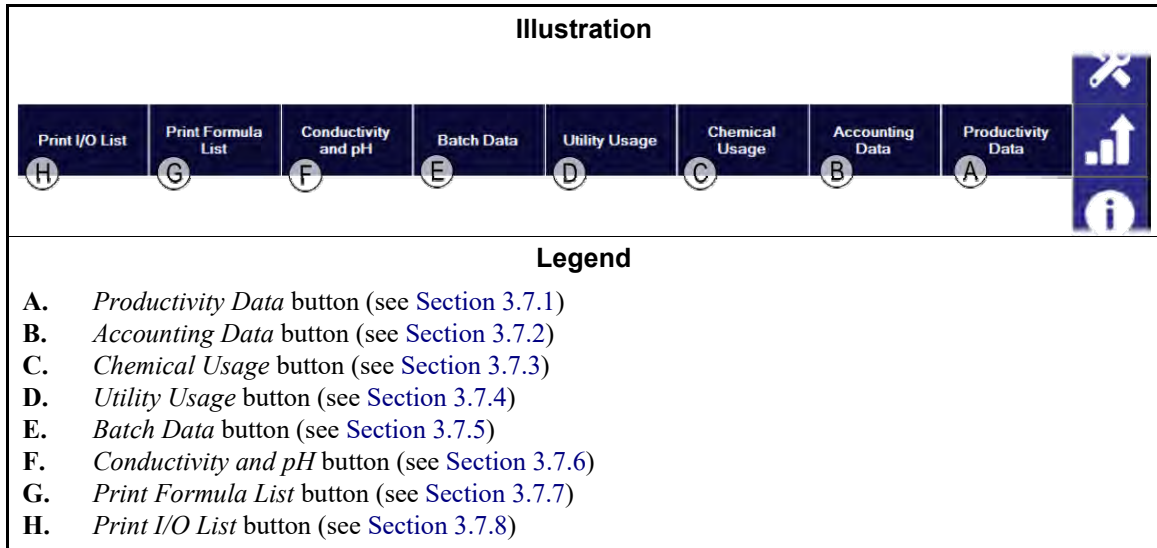 Illustration
Print I/O List
Print Formula
List
Conductivity
and pH
Batch Data
Utility Usage
Chemical
Usage
Accounting
Data
Productivity
Data
H
G
F
E
D
C
B
A
Legend
A. Productivity Data button (see Section 3.7.1)
B. Accounting Data button (see Section 3.7.2)
C. Chemical Usage button (see Section 3.7.3)
D. Utility Usage button (see Section 3.7.4)
E. Batch Data button (see Section 3.7.5)
F. Conductivity and pH button (see Section 3.7.6)
G. Print Formula List button (see Section 3.7.7)
H. Print I/O List button (see Section 3.7.8)